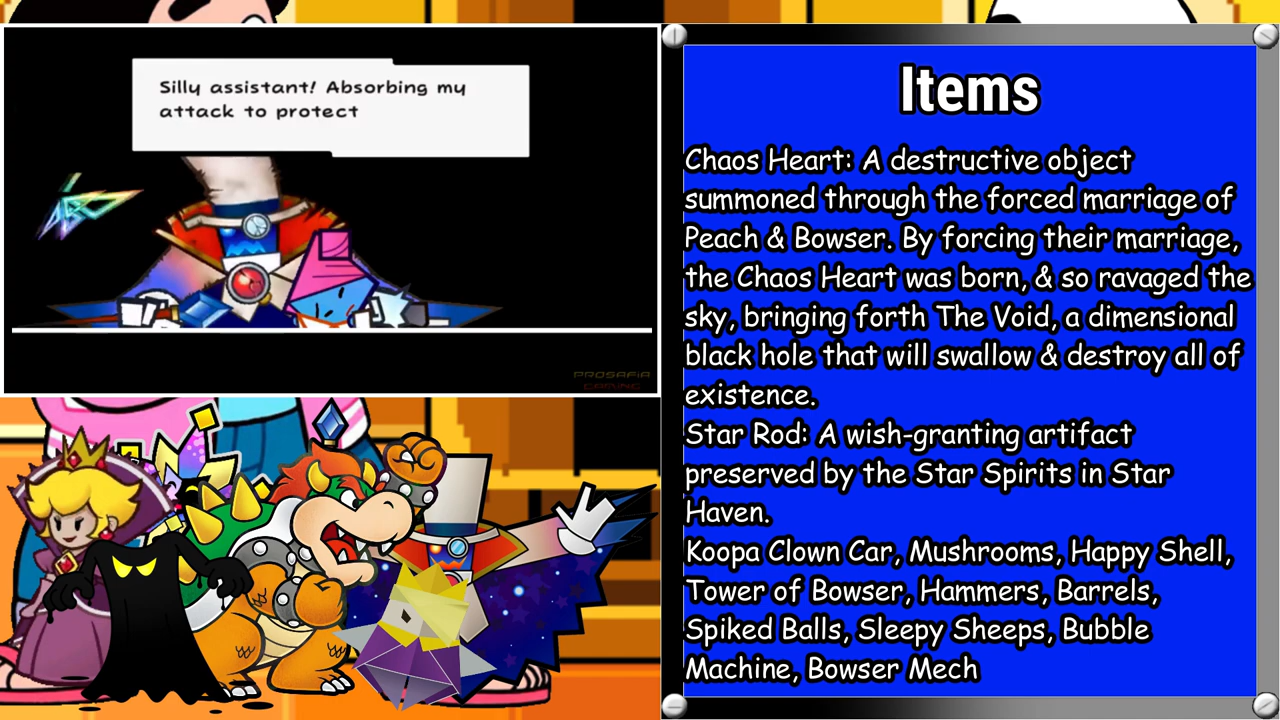 Silly assistant! Absorbing my
attack to protect
PROSAFIA
GAMING
Items
Chaos Heart: A destructive object
summoned through the forced marriage of
Peach & Bowser. By forcing their marriage,
the Chaos Heart was born, & so ravaged the
sky, bringing forth The Void, a dimensional
black hole that will swallow & destroy all of
existence.
Star Rod: A wish-granting artifact
preserved by the Star Spirits in Star
Haven.
Koopa Clown Car, Mushrooms, Happy Shell,
Tower of Bowser, Hammers, Barrels,
Spiked Balls, Sleepy Sheeps, Bubble
Machine, Bowser Mech